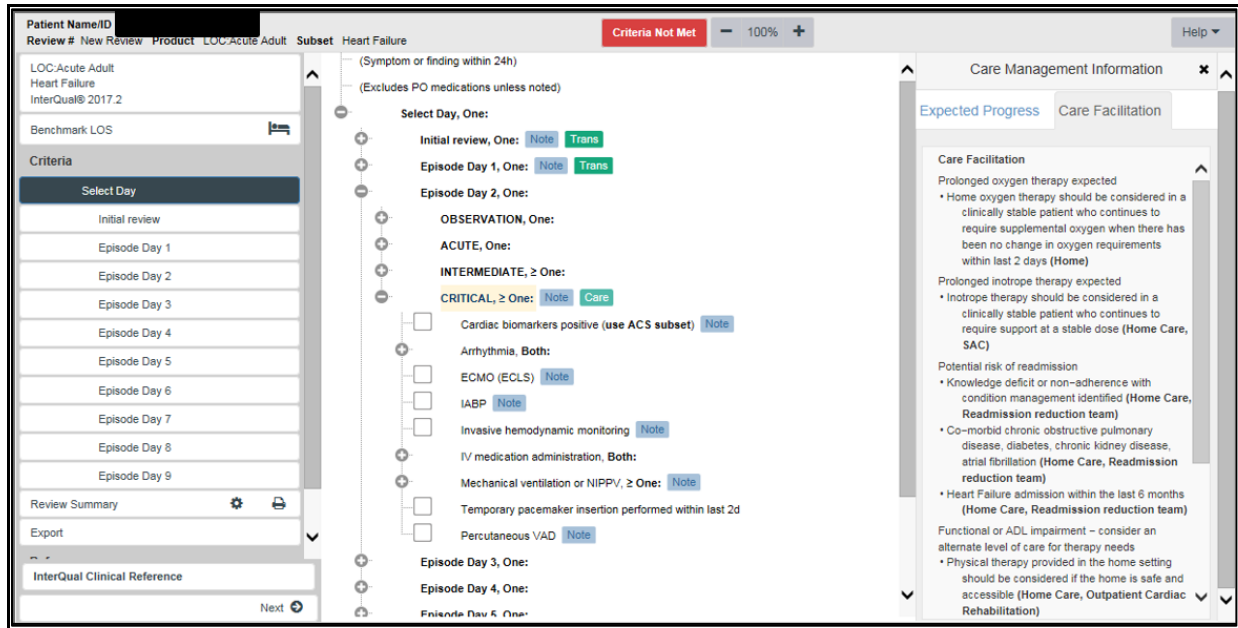 Patient Name/ID
Review # New Review Product LOC:Acute Adult Subset Heart Failure
Criteria Not Met
100%
Help
LOC:Acute Adult
Heart Failure
InterQual® 2017.2
Benchmark LOS
Criteria
Select Day
Initial review
Episode Day 1
Episode Day 2
Episode Day 3
Episode Day 4
Episode Day 5
Episode Day 6
Episode Day 7
Episode Day 8
Episode Day 9
Review Summary
Export
InterQual Clinical Reference
Next
(Symptom or finding within 24h)
(Excludes PO medications unless noted)
Select Day, One:
Initial review, One: Note Trans
Episode Day 1, One: Note Trans
Episode Day 2, One:
OBSERVATION, One:
ACUTE, One:
INTERMEDIATE, ≥ One:
CRITICAL, ≥ One: Note Care
Cardiac biomarkers positive (use ACS subset) Note
Arrhythmia, Both:
ECMO (ECLS) Note
IABP Note
Invasive hemodynamic monitoring Note
IV medication administration, Both:
Mechanical ventilation or NIPPV, ≥ One: Note
Temporary pacemaker insertion performed within last 2d
Percutaneous VAD Note
Episode Day 3, One:
Episode Day 4, One:
Episode Day 5, One:
Care Management Information
Expected Progress Care Facilitation
Care Facilitation
Prolonged oxygen therapy expected
• Home oxygen therapy should be considered in a
clinically stable patient who continues to
require supplemental oxygen when there has
been no change in oxygen requirements
within last 2 days (Home)
Prolonged inotrope therapy expected
• Inotrope therapy should be considered in a
clinically stable patient who continues to
require support at a stable dose (Home Care,
SAC)
Potential risk of readmission
• Knowledge deficit or non-adherence with
condition management identified (Home Care,
Readmission reduction team)
• Co-morbid chronic obstructive pulmonary
disease, diabetes, chronic kidney disease,
atrial fibrillation (Home Care, Readmission
reduction team)
• Heart Failure admission within the last 6 months
(Home Care, Readmission reduction team)
Functional or ADL impairment – consider an
alternate level of care for therapy needs
• Physical therapy provided in the home setting
should be considered if the home is safe and
accessible (Home Care, Outpatient Cardiac
Rehabilitation)